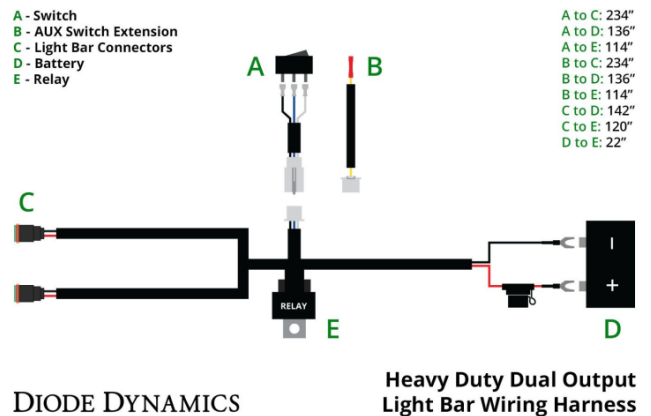 A - Switch
B - AUX Switch Extension
C - Light Bar Connectors
D - Battery
E - Relay
A to C: 234"
A to D: 136"
A to E: 114"
B to C: 234"
B to D: 136"
B to E: 114"
C to D: 142"
C to E: 120"
D to E: 22"
A
B
C
RELAY
E
D
DIODE DYNAMICS
Heavy Duty Dual Output
Light Bar Wiring Harness